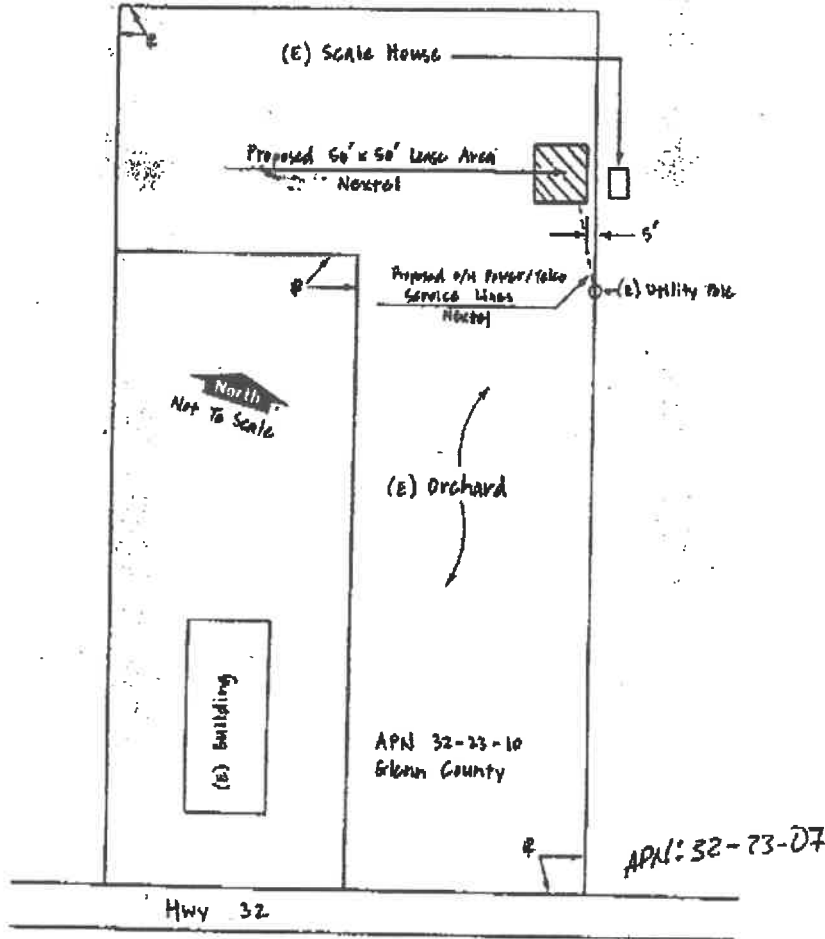 (E) Scale House
Proposed 50' x 50' Lease Area
Nextel
5'
Proposed O/H Power/Telco
Service Lines
Nextel
(E) Utility Pole
North
Not To Scale
(E) Orchard
(E) Building
APN 32-23-10
Glenn County
APN: 32-23-07
Hwy 32